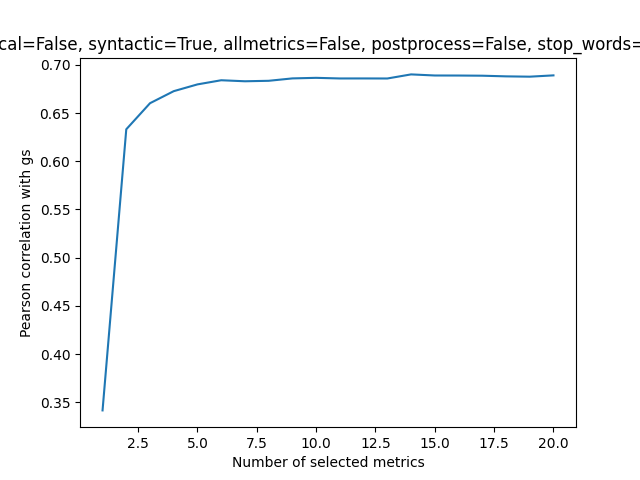 cal=False, syntactic=True, allmetrics=False, postprocess=False, stop_words=
0.70
0.65
0.60
0.55
0.50
0.45
0.40
0.35
Pearson correlation with gs
2.5 5.0 7.5 10.0 12.5 15.0 17.5 20.0
Number of selected metrics